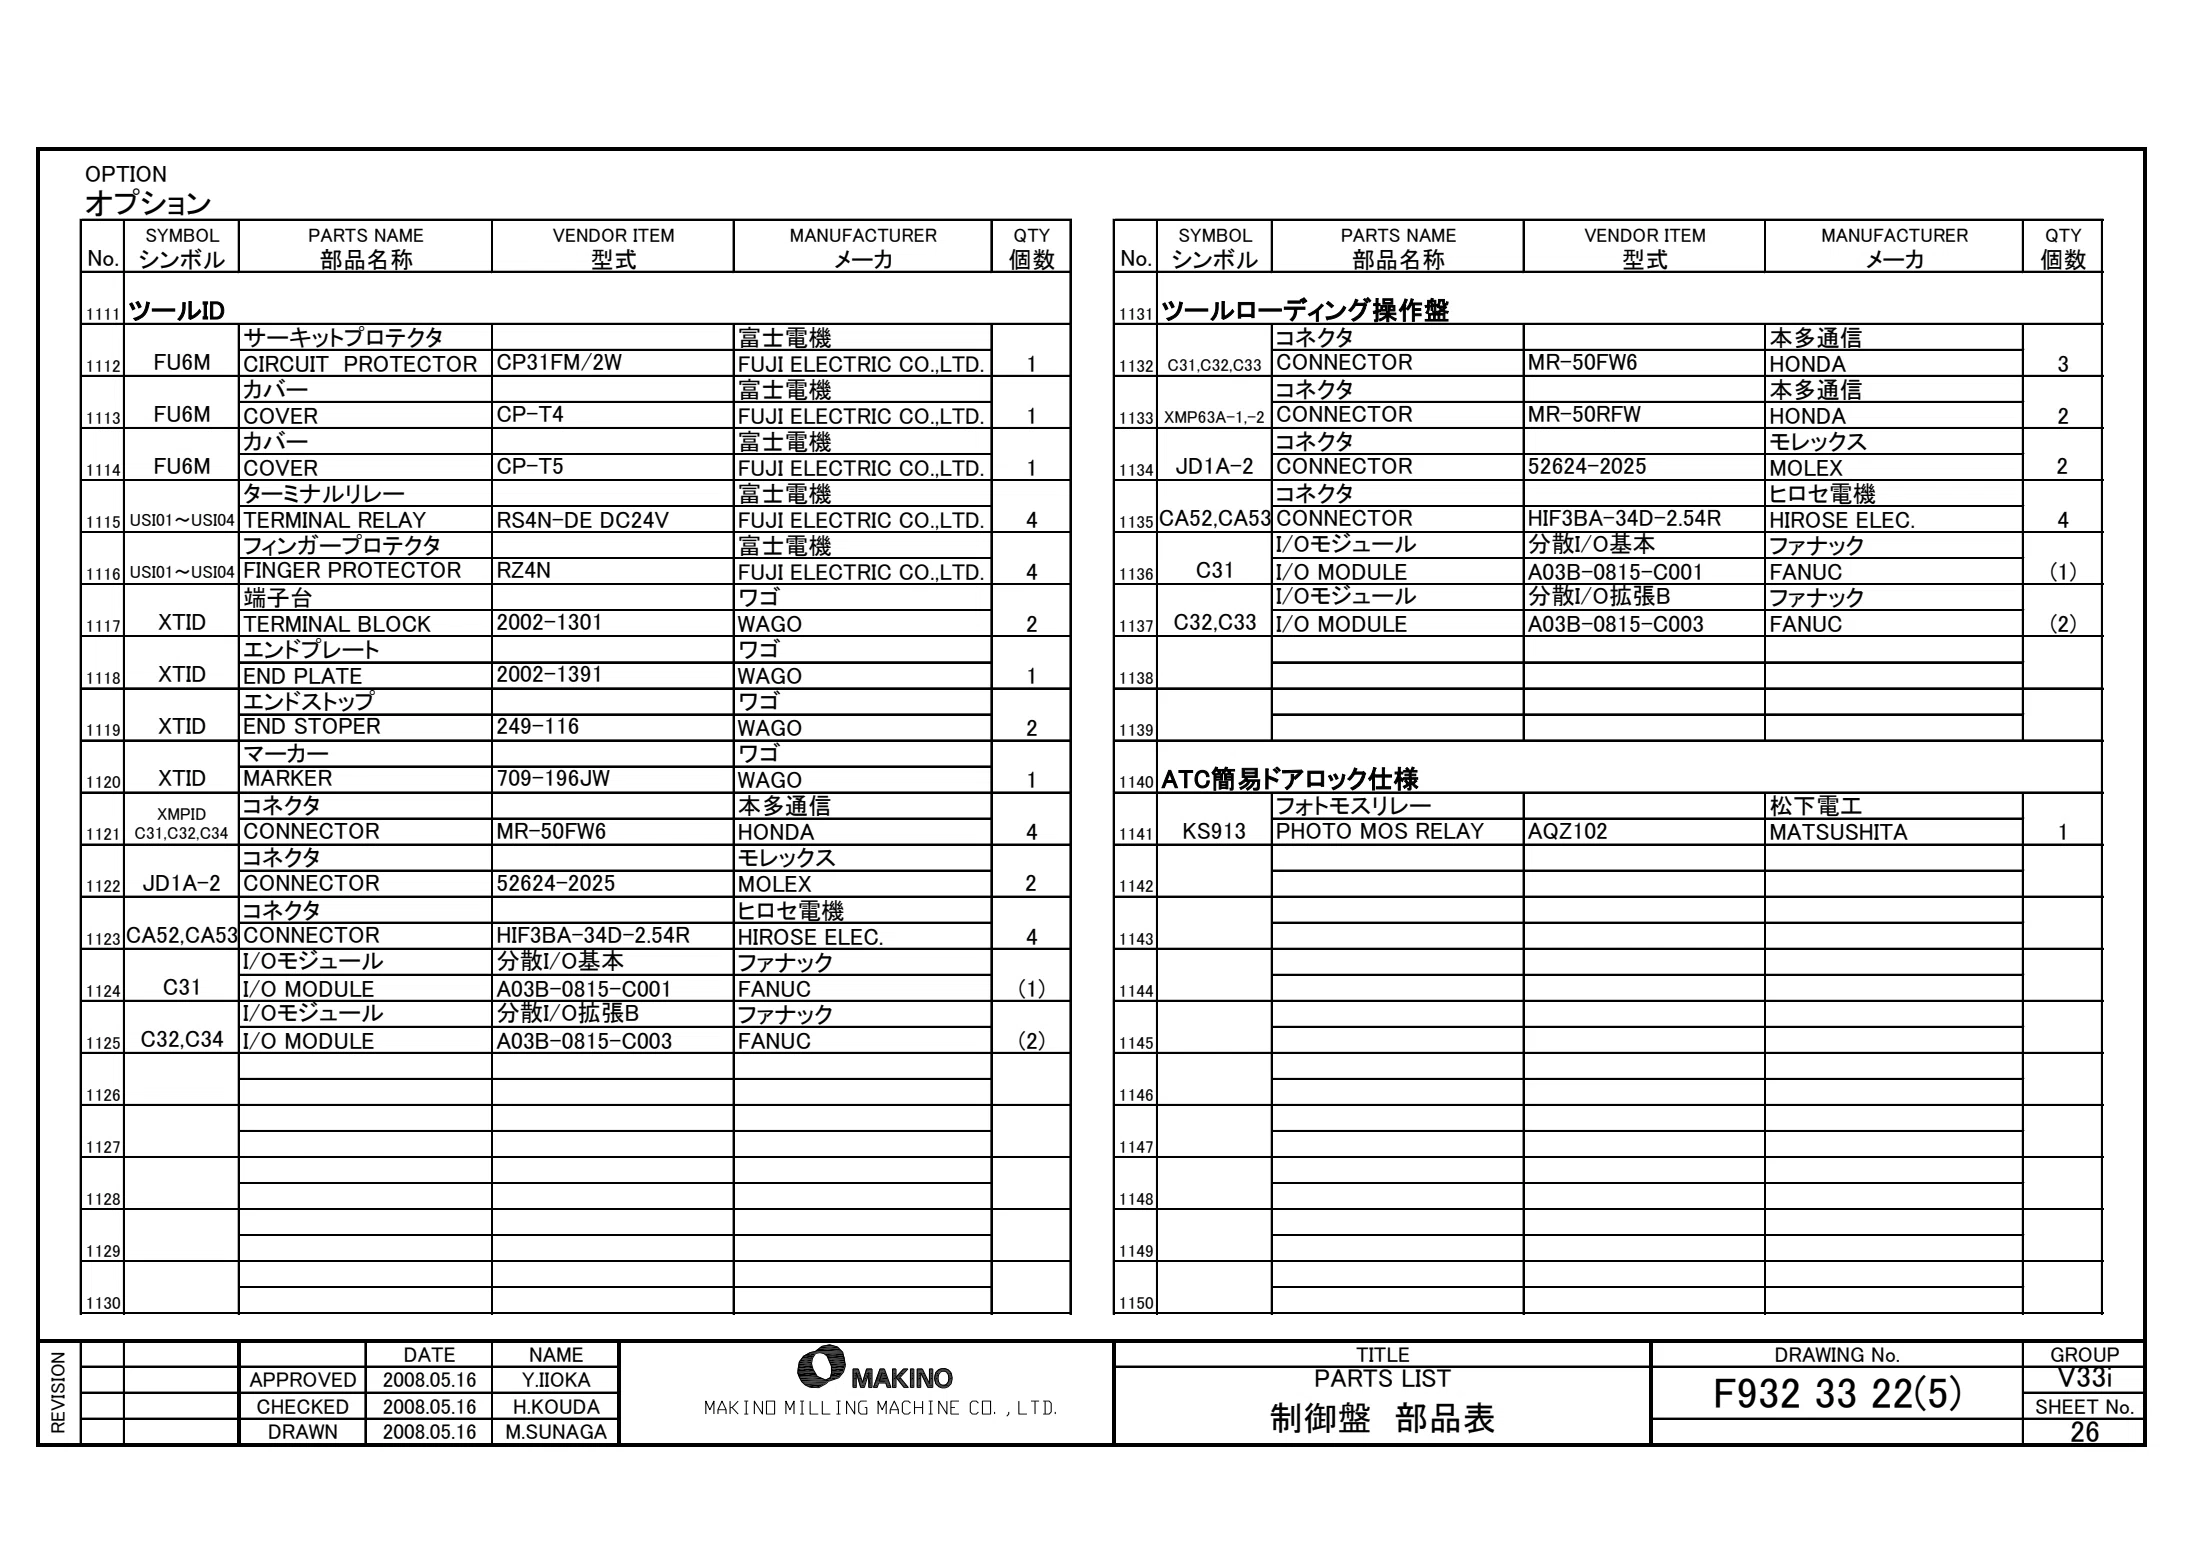 OPTION
オプション
No. SYMBOL シンボル PARTS NAME 部品名称 VENDOR ITEM 型式 MANUFACTURER メーカ QTY 個数
1111 ツールID
サーキットプロテクタ 富士電機
1112 FU6M CIRCUIT PROTECTOR CP31FM/2W FUJI ELECTRIC CO.,LTD. 1
カバー 富士電機
1113 FU6M COVER CP-T4 FUJI ELECTRIC CO.,LTD. 1
カバー 富士電機
1114 FU6M COVER CP-T5 FUJI ELECTRIC CO.,LTD. 1
ターミナルリレー 富士電機
1115 USI01～USI04 TERMINAL RELAY RS4N-DE DC24V FUJI ELECTRIC CO.,LTD. 4
フィンガープロテクタ 富士電機
1116 USI01～USI04 FINGER PROTECTOR RZ4N FUJI ELECTRIC CO.,LTD. 4
端子台 ワゴ
1117 XTID TERMINAL BLOCK 2002-1301 WAGO 2
エンドプレート ワゴ
1118 XTID END PLATE 2002-1391 WAGO 1
エンドストップ ワゴ
1119 XTID END STOPER 249-116 WAGO 2
マーカー ワゴ
1120 XTID MARKER 709-196JW WAGO 1
XMPID コネクタ 本多通信
1121 C31,C32,C34 CONNECTOR MR-50FW6 HONDA 4
コネクタ モレックス
1122 JD1A-2 CONNECTOR 52624-2025 MOLEX 2
コネクタ ヒロセ電機
1123 CA52,CA53 CONNECTOR HIF3BA-34D-2.54R HIROSE ELEC. 4
I/Oモジュール 分散I/O基本 ファナック
1124 C31 I/O MODULE A03B-0815-C001 FANUC (1)
I/Oモジュール 分散I/O拡張B ファナック
1125 C32,C34 I/O MODULE A03B-0815-C003 FANUC (2)
1126
1127
1128
1129
1130
No. SYMBOL シンボル PARTS NAME 部品名称 VENDOR ITEM 型式 MANUFACTURER メーカ QTY 個数
1131 ツールローディング操作盤
コネクタ 本多通信
1132 C31,C32,C33 CONNECTOR MR-50FW6 HONDA 3
コネクタ 本多通信
1133 XMP63A-1,-2 CONNECTOR MR-50RFW HONDA 2
コネクタ モレックス
1134 JD1A-2 CONNECTOR 52624-2025 MOLEX 2
コネクタ ヒロセ電機
1135 CA52,CA53 CONNECTOR HIF3BA-34D-2.54R HIROSE ELEC. 4
I/Oモジュール 分散I/O基本 ファナック
1136 C31 I/O MODULE A03B-0815-C001 FANUC (1)
I/Oモジュール 分散I/O拡張B ファナック
1137 C32,C33 I/O MODULE A03B-0815-C003 FANUC (2)
1138
1139
1140 ATC簡易ドアロック仕様
フォトモスリレー 松下電工
1141 KS913 PHOTO MOS RELAY AQZ102 MATSUSHITA 1
1142
1143
1144
1145
1146
1147
1148
1149
1150
REVISION
DATE NAME
APPROVED 2008.05.16 Y.IIOKA
CHECKED 2008.05.16 H.KOUDA
DRAWN 2008.05.16 M.SUNAGA
MAKINO
MAKINO MILLING MACHINE CO. , LTD.
TITLE
PARTS LIST
制御盤 部品表
DRAWING No.
F932 33 22(5)
GROUP
V33i
SHEET No.
26